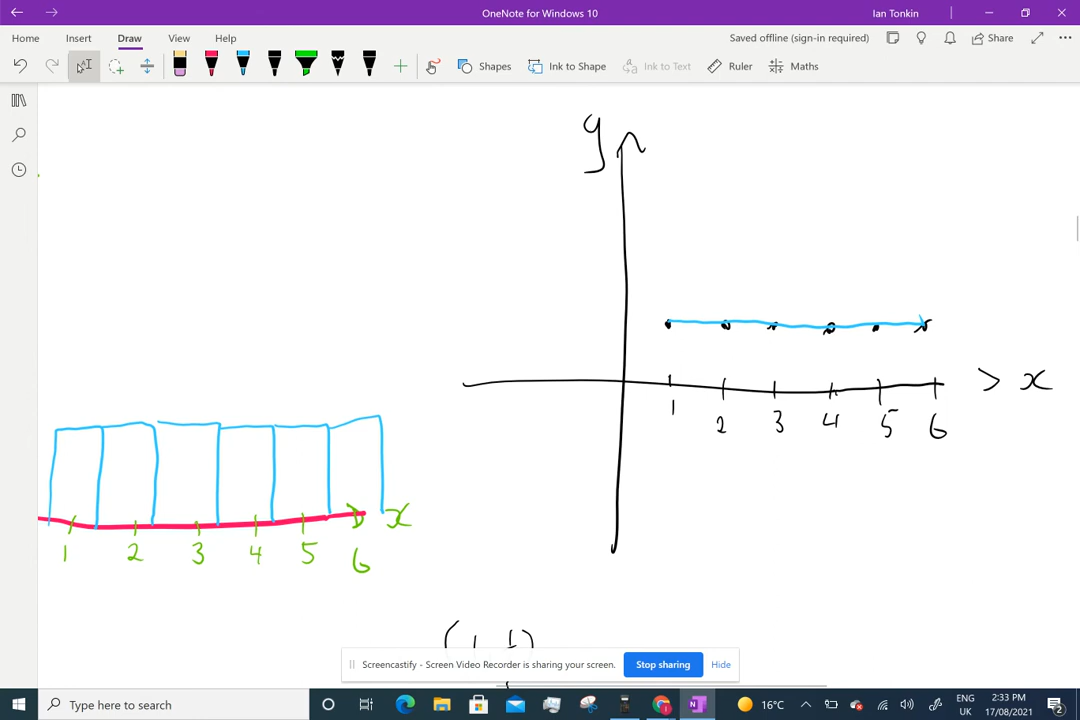 OneNote for Windows 10
Ian Tonkin
Home Insert Draw View Help
Saved offline (sign-in required)
Share
Shapes
Ink to Shape
Ink to Text
Ruler
Maths
y
x
1 2 3 4 5 6
x
1 2 3 4 5 6
Screencastify - Screen Video Recorder is sharing your screen.
Stop sharing
Hide
Type here to search
16°C
ENG
UK
2:33 PM
17/08/2021
2